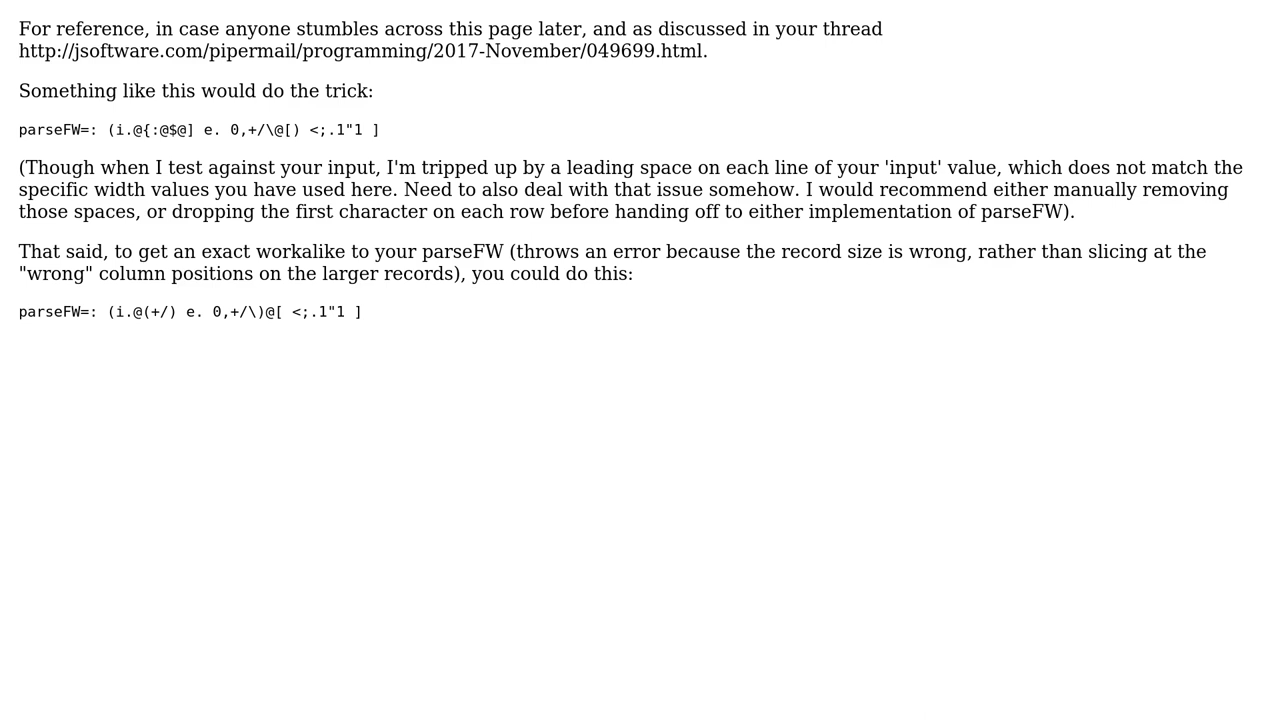 For reference, in case anyone stumbles across this page later, and as discussed in your thread
http://jsoftware.com/pipermail/programming/2017-November/049699.html.
Something like this would do the trick:
parseFW=: (i.@{:@$@] e. 0,+/\@[) <;.1"1 ]
(Though when I test against your input, I'm tripped up by a leading space on each line of your 'input' value, which does not match the
specific width values you have used here. Need to also deal with that issue somehow. I would recommend either manually removing
those spaces, or dropping the first character on each row before handing off to either implementation of parseFW).
That said, to get an exact workalike to your parseFW (throws an error because the record size is wrong, rather than slicing at the
"wrong" column positions on the larger records), you could do this:
parseFW=: (i.@(+/) e. 0,+/\)@[ <;.1"1 ]